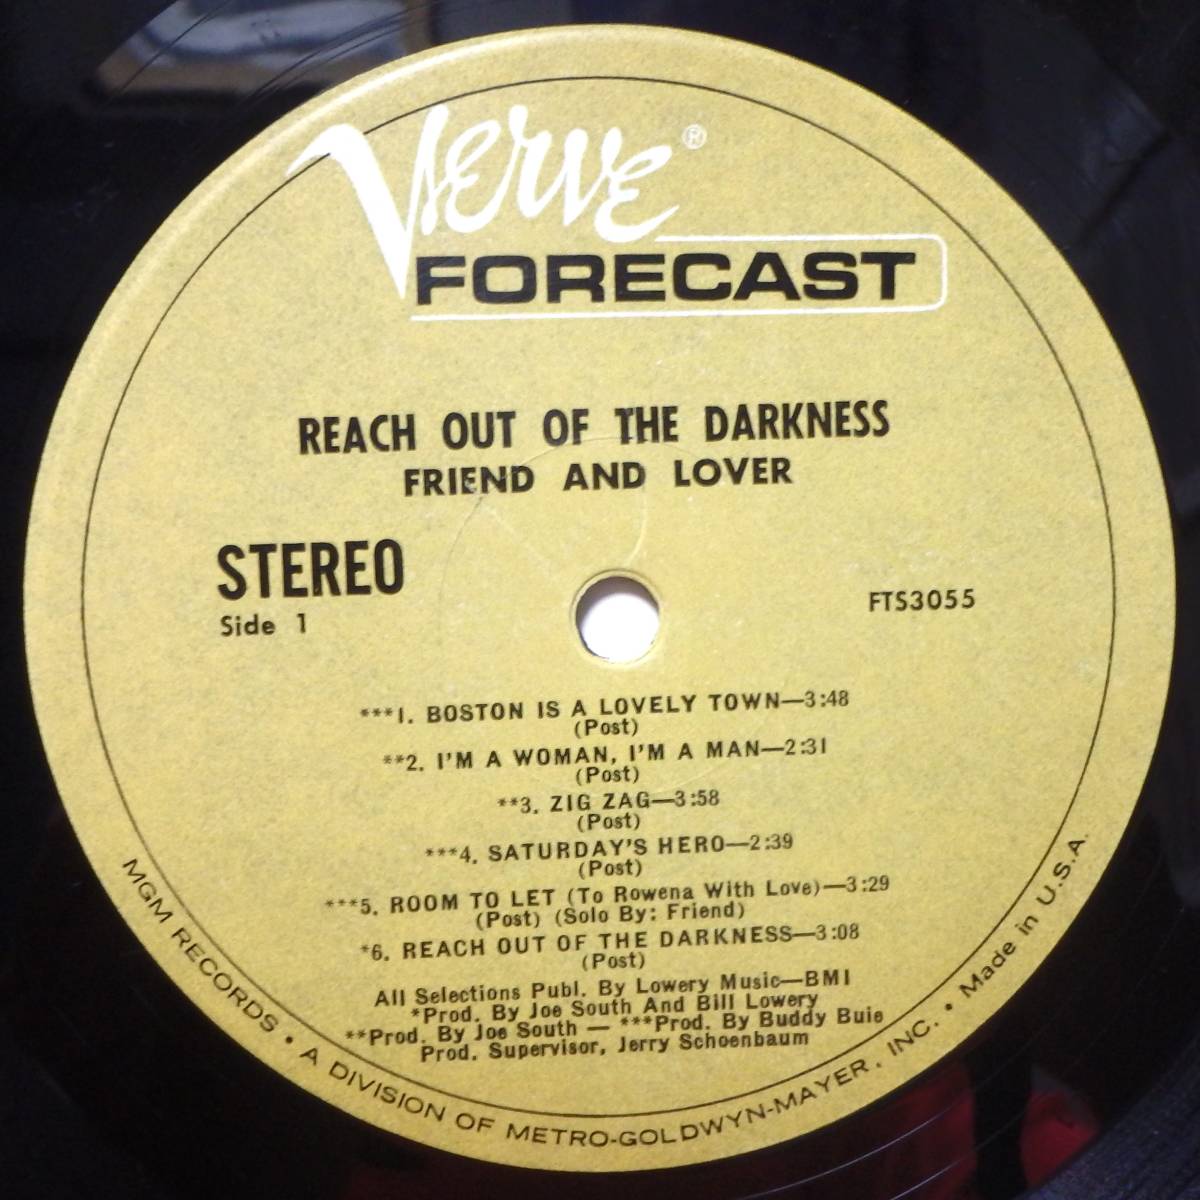 Verve®
FORECAST
REACH OUT OF THE DARKNESS
FRIEND AND LOVER
STEREO
Side 1
FTS3055
***1. BOSTON IS A LOVELY TOWN—3:48
(Post)
**2. I'M A WOMAN, I'M A MAN—2:31
(Post)
**3. ZIG ZAG—3:58
(Post)
***4. SATURDAY'S HERO—2:39
(Post)
***5. ROOM TO LET (To Rowena With Love)—3:29
(Post) (Solo By: Friend)
*6. REACH OUT OF THE DARKNESS—3:08
(Post)
All Selections Publ. By Lowery Music—BMI
*Prod. By Joe South And Bill Lowery
**Prod. By Joe South — ***Prod. By Buddy Buie
Prod. Supervisor, Jerry Schoenbaum
MGM RECORDS • A DIVISION OF METRO-GOLDWYN-MAYER, INC. • Made in U.S.A.